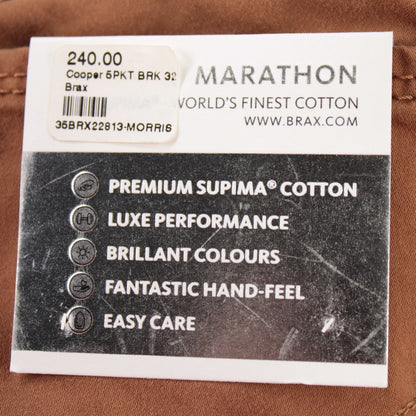 240.00
Cooper 5PKT BRK 32
Brax
35BRX22813-MORRIS
MARATHON
WORLD'S FINEST COTTON
WWW.BRAX.COM
PREMIUM SUPIMA® COTTON
LUXE PERFORMANCE
BRILLANT COLOURS
FANTASTIC HAND-FEEL
EASY CARE